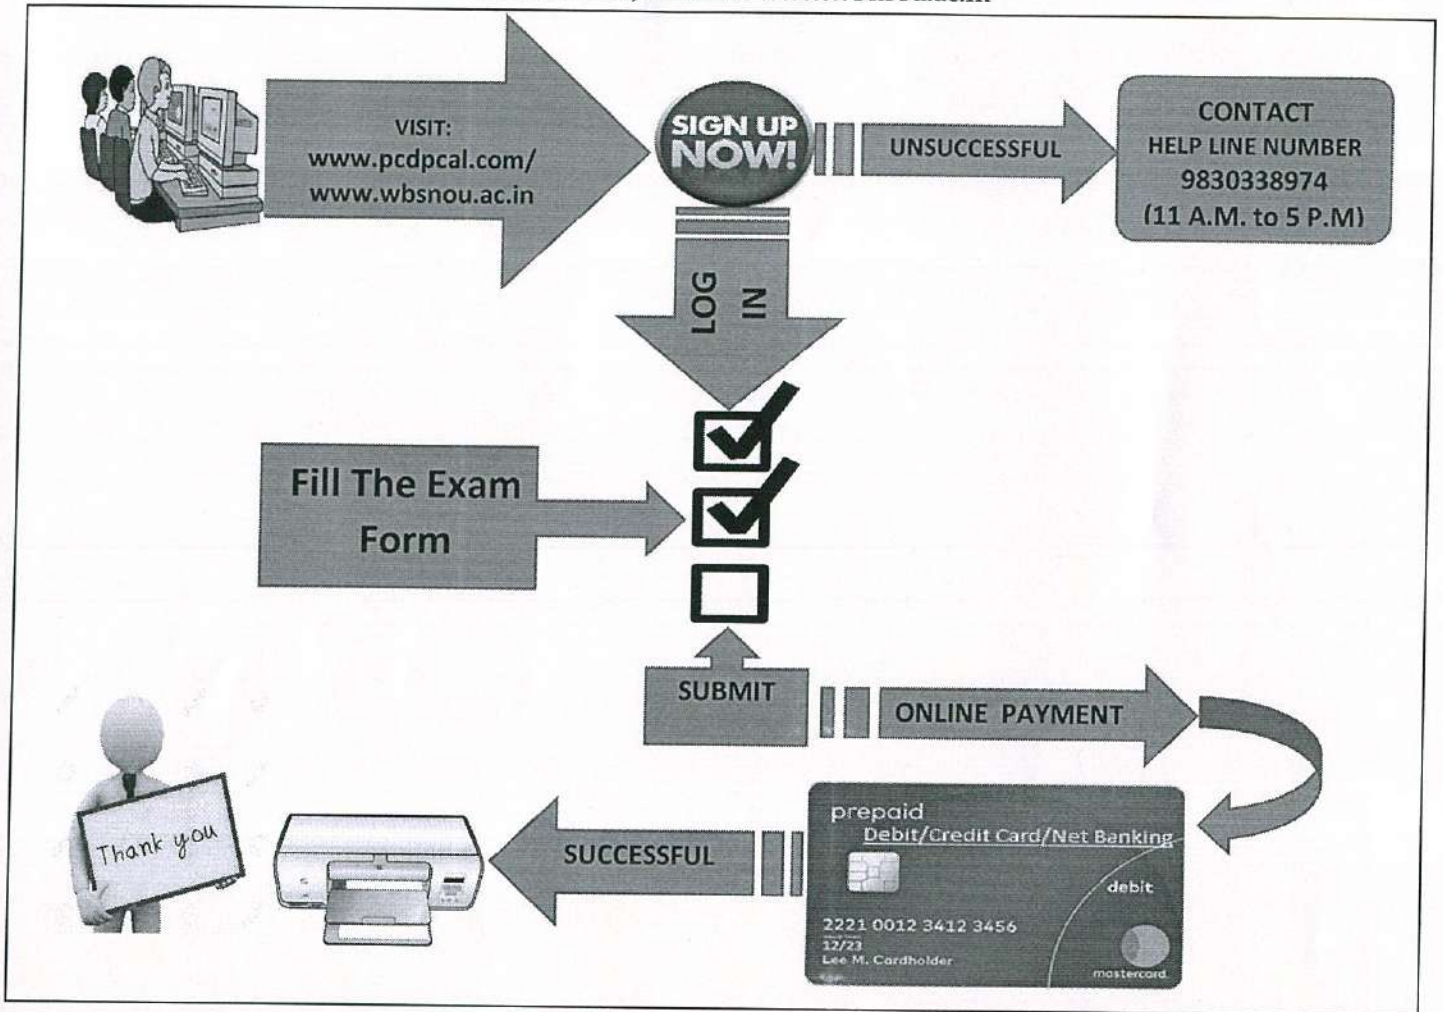 VISIT:
www.pcdpcal.com/
www.wbsnou.ac.in
SIGN UP
NOW!
UNSUCCESSFUL
CONTACT
HELP LINE NUMBER
9830338974
(11 A.M. to 5 P.M)
LOG
IN
Fill The Exam
Form
SUBMIT
ONLINE PAYMENT
prepaid
Debit/Credit Card/Net Banking
debit
2221 0012 3412 3456
12/23
Lee M. Cardholder
mastercard.
SUCCESSFUL
Thank you